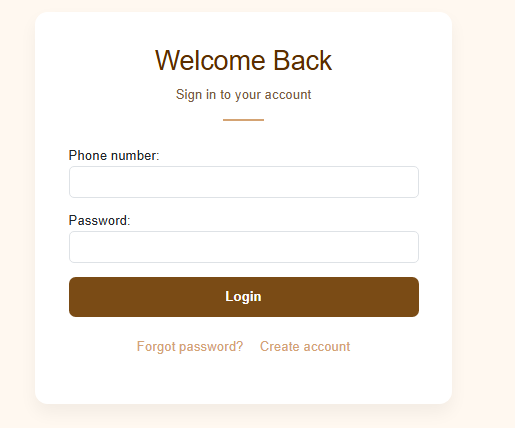 Welcome Back
Sign in to your account
Phone number:
Password:
Login
Forgot password? Create account